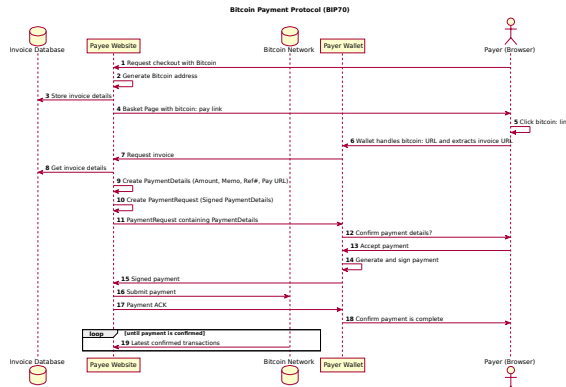 Bitcoin Payment Protocol (BIP70)
Invoice Database Payee Website Bitcoin Network Payer Wallet Payer (Browser)
1 Request checkout with Bitcoin
2 Generate Bitcoin address
3 Store invoice details
4 Basket Page with bitcoin: pay link
5 Click bitcoin: lin
6 Wallet handles bitcoin: URL and extracts invoice URL
7 Request invoice
8 Get invoice details
9 Create PaymentDetails (Amount, Memo, Ref#, Pay URL)
10 Create PaymentRequest (Signed PaymentDetails)
11 PaymentRequest containing PaymentDetails
12 Confirm payment details?
13 Accept payment
14 Generate and sign payment
15 Signed payment
16 Submit payment
17 Payment ACK
18 Confirm payment is complete
loop [until payment is confirmed]
19 Latest confirmed transactions
Invoice Database Payee Website Bitcoin Network Payer Wallet Payer (Browser)